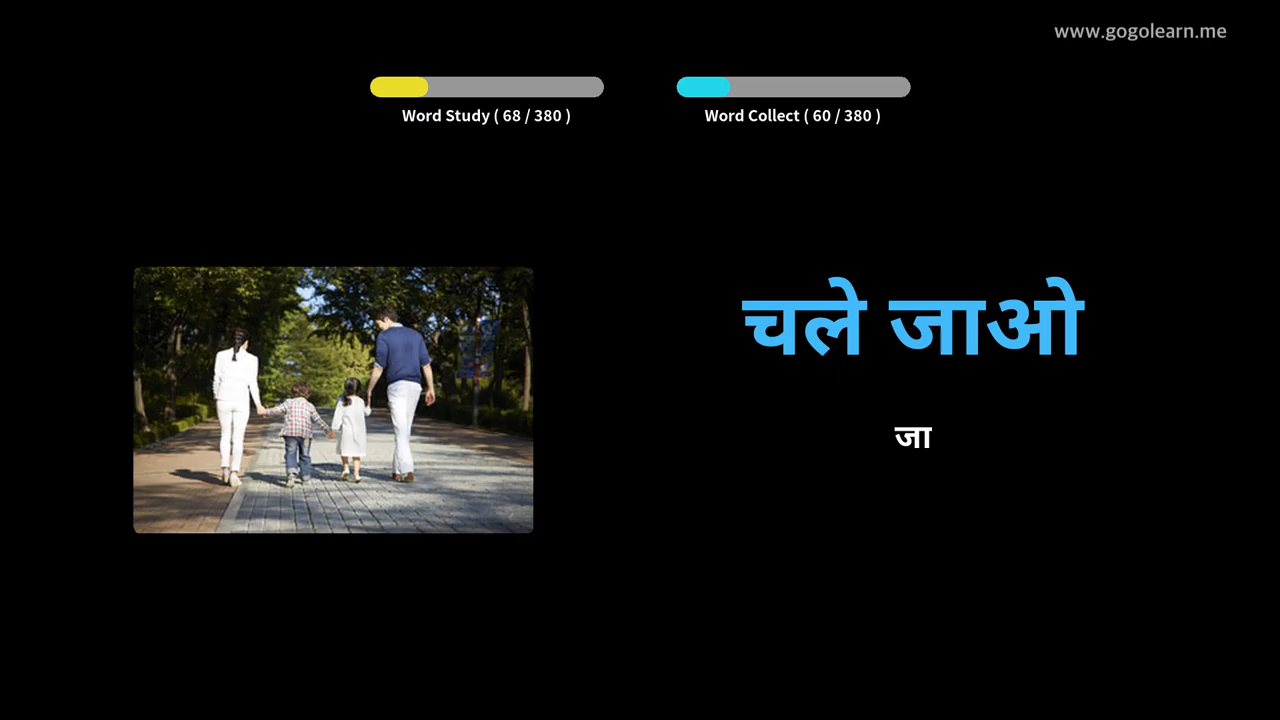 www.gogolearn.me
Word Study ( 68 / 380 )
Word Collect ( 60 / 380 )
चले जाओ
जा